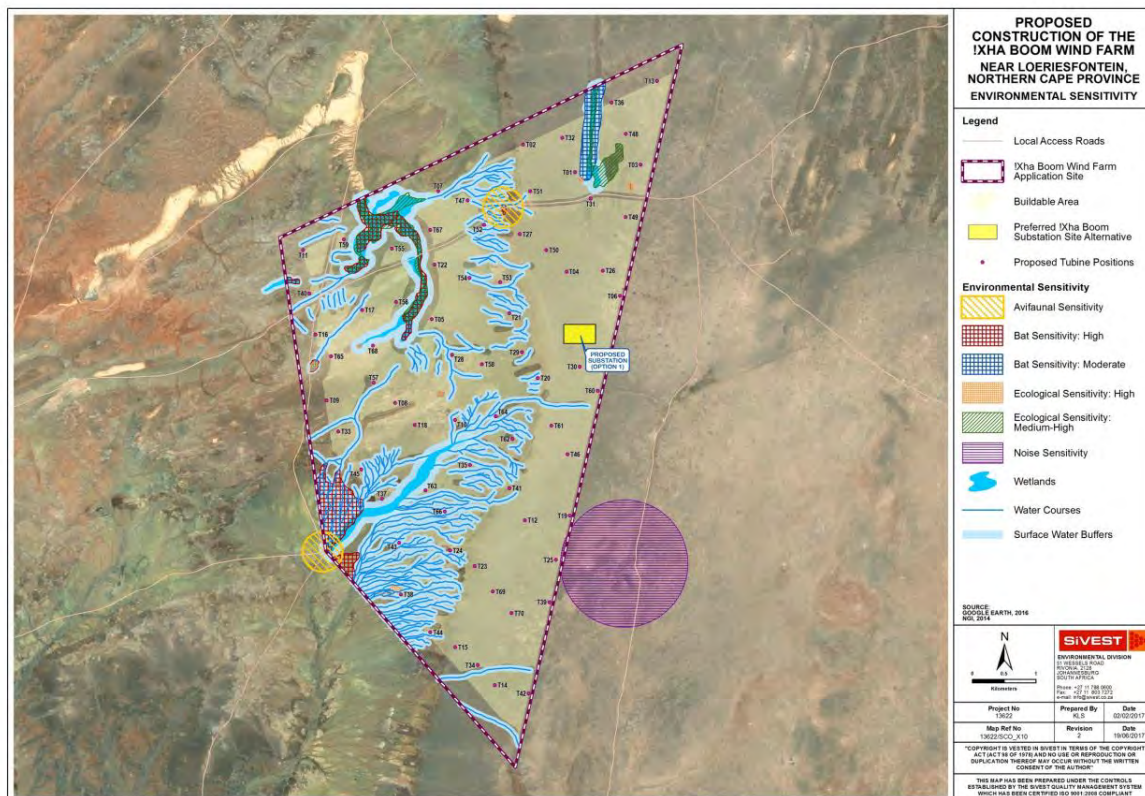 PROPOSED
CONSTRUCTION OF THE
!XHA BOOM WIND FARM
NEAR LOERIESFONTEIN,
NORTHERN CAPE PROVINCE
ENVIRONMENTAL SENSITIVITY
Legend
Local Access Roads
!Xha Boom Wind Farm
Application Site
Buildable Area
Preferred !Xha Boom
Substation Site Alternative
Proposed Tubine Positions
Environmental Sensitivity
Avifaunal Sensitivity
Bat Sensitivity: High
Bat Sensitivity: Moderate
Ecological Sensitivity: High
Ecological Sensitivity:
Medium-High
Noise Sensitivity
Wetlands
Water Courses
Surface Water Buffers
SOURCE:
GOOGLE EARTH, 2016
NGI, 2014
N
0 0.5 1
Kilometers
SiVEST
ENVIRONMENTAL DIVISION
51 WESSELS ROAD
RIVONIA, 2128
JOHANNESBURG
SOUTH AFRICA
Project No
13622
Prepared By
KLS
Date
02/02/2017
Map Ref No
13622/SCO_X10
Revision
2
Date
19/06/2017
"COPYRIGHT IS VESTED IN SIVEST IN TERMS OF THE COPYRIGHT
ACT (ACT 98 OF 1978) AND NO USE OR REPRODUCTION OR
DUPLICATION THEREOF MAY OCCUR WITHOUT THE WRITTEN
CONSENT OF THE AUTHOR"
THIS MAP HAS BEEN PREPARED UNDER THE CONTROLS
ESTABLISHED BY THE SiVEST QUALITY MANAGEMENT SYSTEM
WHICH HAS BEEN CERTIFIED ISO 9001:2008 COMPLIANT
T13
T36
T32
T48
T02
T03
T01
T51
T47
T31
T49
T52
T67
T27
T59
T55
T50
T22
T04
T26
T54
T53
T40
T06
T56
T17
T21
T05
T16
PROPOSED
SUBSTATION
(OPTION 1)
T68
T65
T28
T29
T58
T30
T57
T20
T60
T09
T08
T64
T18
T61
T33
T62
T46
T35
T45
T63
T41
T37
T66
T19
T12
T43
T24
T25
T23
T38
T69
T39
T70
T44
T15
T34
T14
T42